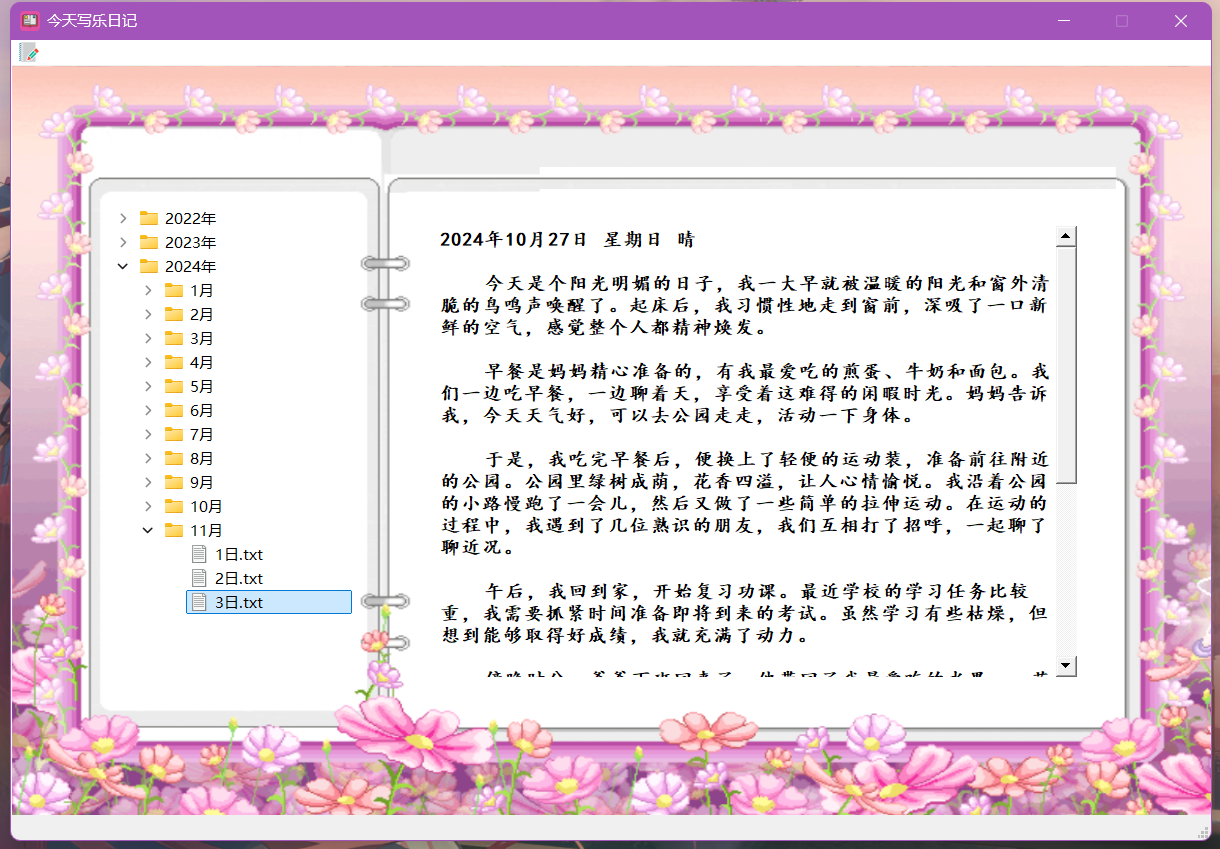 今天写乐日记
2022年
2023年
2024年
1月
2月
3月
4月
5月
6月
7月
8月
9月
10月
11月
1日.txt
2日.txt
3日.txt
2024年10月27日 星期日 晴
今天是个阳光明媚的日子，我一大早就被温暖的阳光和窗外清
脆的鸟鸣声唤醒了。起床后，我习惯性地走到窗前，深吸了一口新
鲜的空气，感觉整个人都精神焕发。
早餐是妈妈精心准备的，有我最爱吃的煎蛋、牛奶和面包。我
们一边吃早餐，一边聊着天，享受着这难得的闲暇时光。妈妈告诉
我，今天天气好，可以去公园走走，活动一下身体。
于是，我吃完早餐后，便换上了轻便的运动装，准备前往附近
的公园。公园里绿树成荫，花香四溢，让人心情愉悦。我沿着公园
的小路慢跑了一会儿，然后又做了一些简单的拉伸运动。在运动的
过程中，我遇到了几位熟识的朋友，我们互相打了招呼，一起聊了
聊近况。
午后，我回到家，开始复习功课。最近学校的学习任务比较
重，我需要抓紧时间准备即将到来的考试。虽然学习有些枯燥，但
想到能够取得好成绩，我就充满了动力。